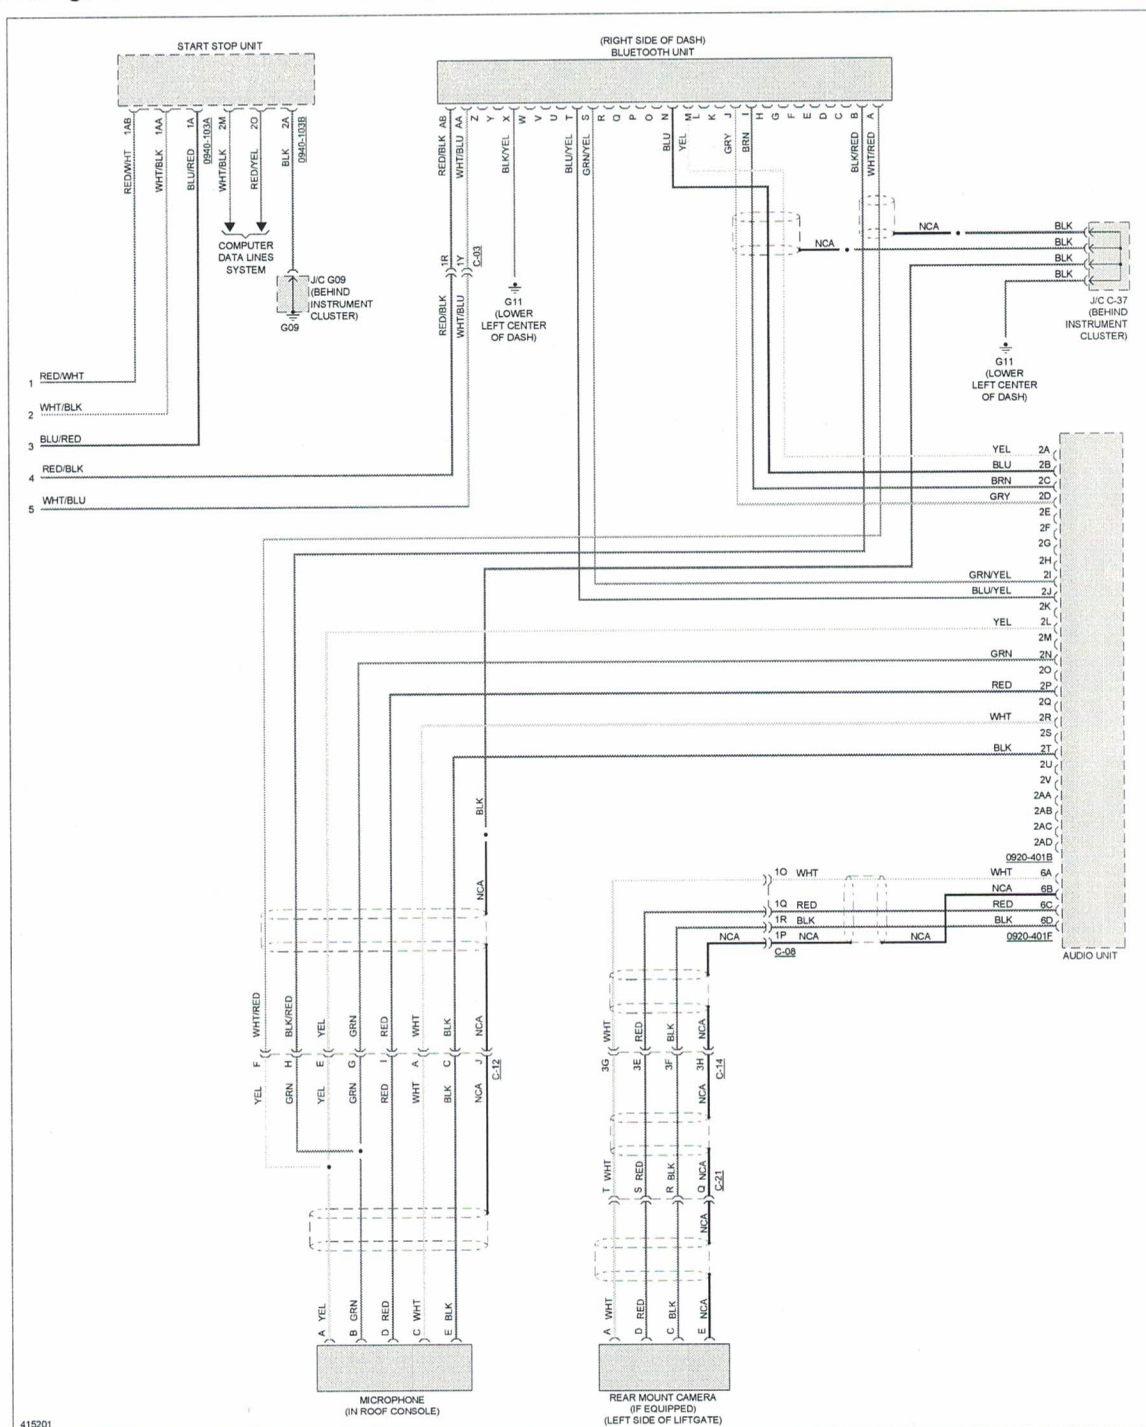 START STOP UNIT
(RIGHT SIDE OF DASH)
BLUETOOTH UNIT
1AB
1AA
1A
0940-103A
2M
2O
2A
0940-103B
RED/WHT
WHT/BLK
BLU/RED
WHT/BLK
RED/YEL
BLK
COMPUTER
DATA LINES
SYSTEM
J/C G09
(BEHIND
INSTRUMENT
CLUSTER)
G09
AB
AA
Z
Y
X
W
V
U
T
S
R
Q
P
O
N
M
L
K
J
I
H
G
F
E
D
C
B
A
RED/BLK
WHT/BLU
BLK/YEL
BLU/YEL
GRN/YEL
BLU
YEL
GRY
BRN
BLK/RED
WHT/RED
1R
1Y
C-03
RED/BLK
WHT/BLU
G11
(LOWER
LEFT CENTER
OF DASH)
NCA
NCA
BLK
BLK
BLK
BLK
J/C C-37
(BEHIND
INSTRUMENT
CLUSTER)
G11
(LOWER
LEFT CENTER
OF DASH)
1 RED/WHT
2 WHT/BLK
3 BLU/RED
4 RED/BLK
5 WHT/BLU
YEL 2A
BLU 2B
BRN 2C
GRY 2D
2E
2F
2G
2H
GRN/YEL 2I
BLU/YEL 2J
2K
YEL 2L
2M
GRN 2N
2O
RED 2P
2Q
WHT 2R
2S
BLK 2T
2U
2V
2AA
2AB
2AC
2AD
0920-401B
1O WHT WHT 6A
NCA 6B
1Q RED RED 6C
1R BLK BLK 6D
NCA 1P NCA NCA 0920-401F
C-08
AUDIO UNIT
BLK
NCA
WHT/RED
BLK/RED
YEL
GRN
RED
WHT
BLK
NCA
F
H
E
G
I
A
C
J
C-12
YEL
GRN
YEL
GRN
RED
WHT
BLK
NCA
WHT
RED
BLK
NCA
3G
3E
3F
3H
C-14
NCA
T WHT
S RED
R BLK
Q NCA
C-21
NCA
A YEL
B GRN
D RED
C WHT
E BLK
A WHT
D RED
C BLK
E NCA
MICROPHONE
(IN ROOF CONSOLE)
REAR MOUNT CAMERA
(IF EQUIPPED)
(LEFT SIDE OF LIFTGATE)
415201